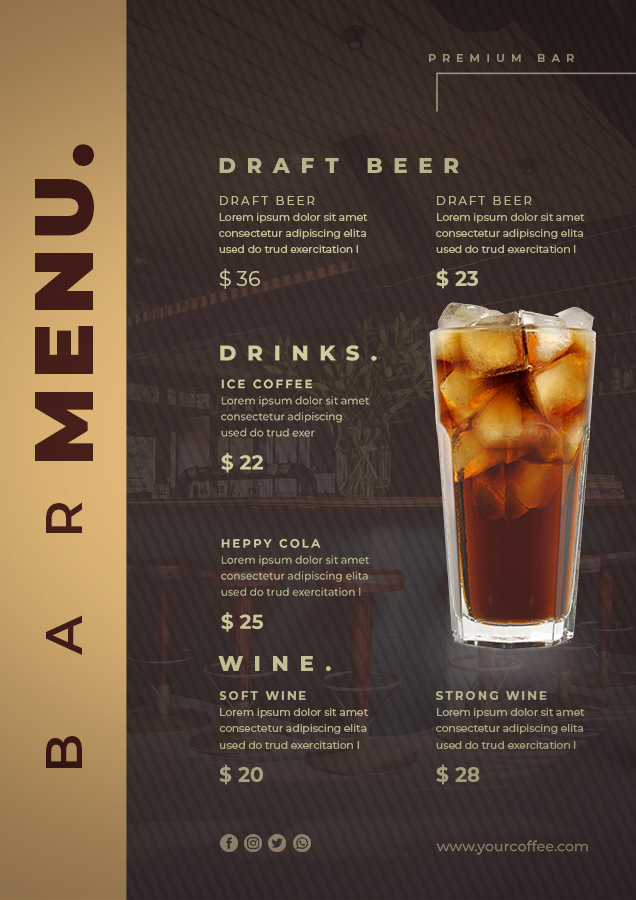 PREMIUM BAR
BAR MENU.
DRAFT BEER
DRAFT BEER
Lorem ipsum dolor sit amet
consectetur adipiscing elita
used do trud exercitation l
$ 36
DRAFT BEER
Lorem ipsum dolor sit amet
consectetur adipiscing elita
used do trud exercitation l
$ 23
DRINKS.
ICE COFFEE
Lorem ipsum dolor sit amet
consectetur adipiscing
used do trud exer
$ 22
HEPPY COLA
Lorem ipsum dolor sit amet
consectetur adipiscing elita
used do trud exercitation l
$ 25
WINE.
SOFT WINE
Lorem ipsum dolor sit amet
consectetur adipiscing elita
used do trud exercitation l
$ 20
STRONG WINE
Lorem ipsum dolor sit amet
consectetur adipiscing elita
used do trud exercitation l
$ 28
www.yourcoffee.com